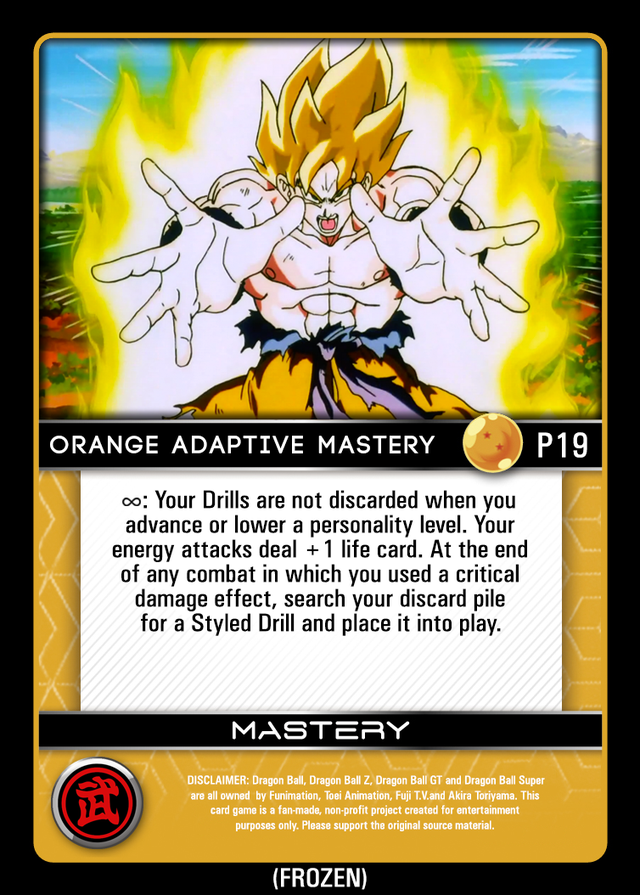 ORANGE ADAPTIVE MASTERY P19
∞: Your Drills are not discarded when you
advance or lower a personality level. Your
energy attacks deal +1 life card. At the end
of any combat in which you used a critical
damage effect, search your discard pile
for a Styled Drill and place it into play.
MASTERY
武
DISCLAIMER: Dragon Ball, Dragon Ball Z, Dragon Ball GT and Dragon Ball Super
are all owned by Funimation, Toei Animation, Fuji T.V.and Akira Toriyama. This
card game is a fan-made, non-profit project created for entertainment
purposes only. Please support the original source material.
(FROZEN)